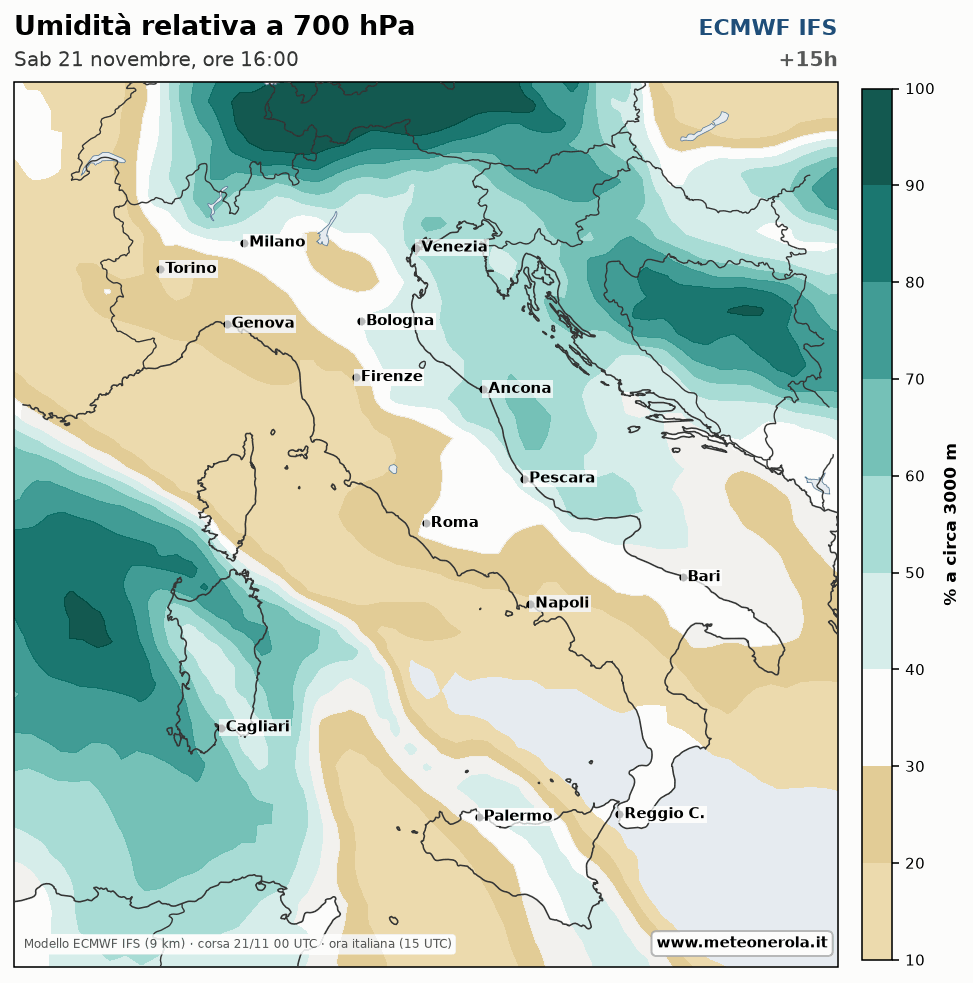 Umidità relativa a 700 hPa
ECMWF IFS
Sab 21 novembre, ore 16:00
+15h
100
90
80
70
60
50
40
30
20
10
% a circa 3000 m
Milano
Venezia
Torino
Bologna
Genova
Firenze
Ancona
Pescara
Roma
Bari
Napoli
Cagliari
Palermo
Reggio C.
Modello ECMWF IFS (9 km) · corsa 21/11 00 UTC · ora italiana (15 UTC)
www.meteonerola.it